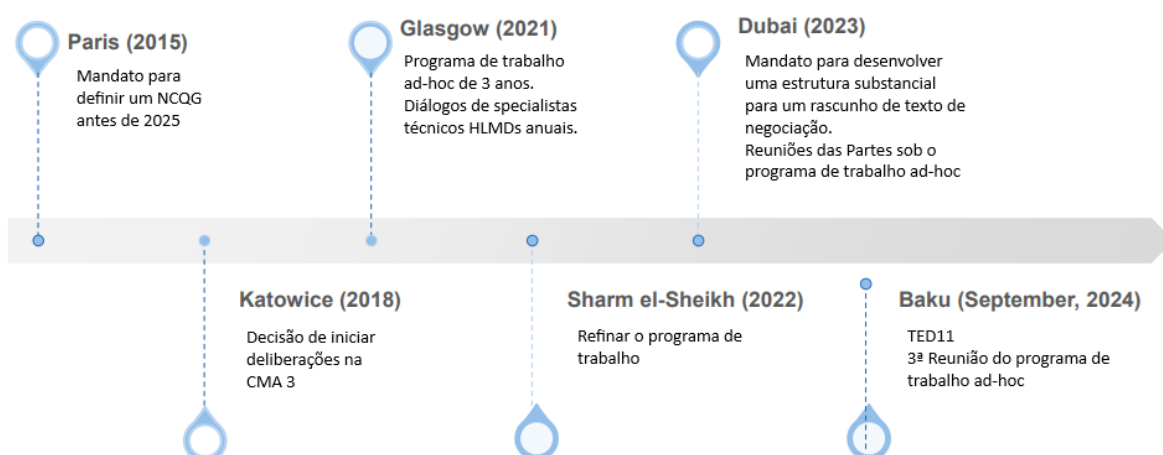 Paris (2015)
Mandato para
definir um NCQG
antes de 2025
Glasgow (2021)
Programa de trabalho
ad-hoc de 3 anos.
Diálogos de specialistas
técnicos HLMDs anuais.
Dubai (2023)
Mandato para desenvolver
uma estrutura substancial
para um rascunho de texto de
negociação.
Reuniões das Partes sob o
programa de trabalho ad-hoc
Katowice (2018)
Decisão de iniciar
deliberações na
CMA 3
Sharm el-Sheikh (2022)
Refinar o programa de
trabalho
Baku (September, 2024)
TED11
3ª Reunião do programa de
trabalho ad-hoc